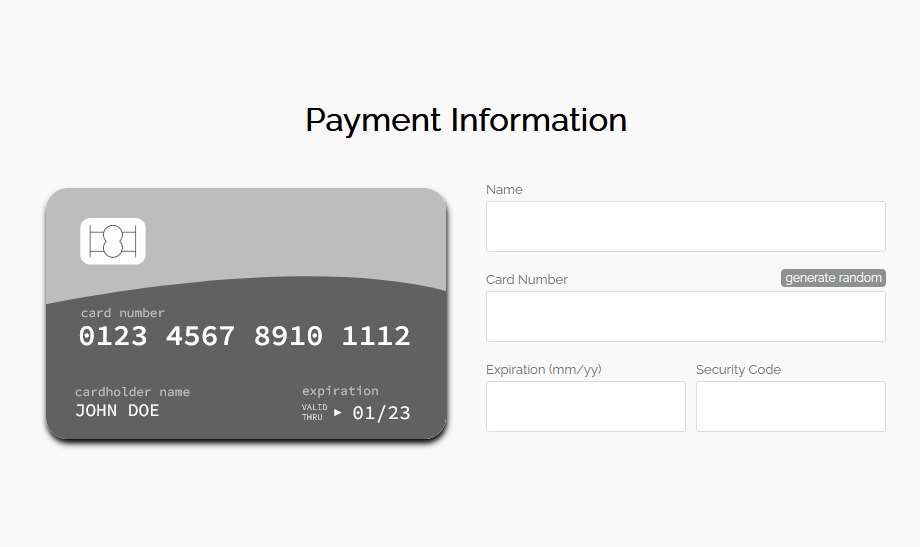 Payment Information
card number
0123 4567 8910 1112
cardholder name
JOHN DOE
expiration
VALID
THRU
01/23
Name
Card Number
generate random
Expiration (mm/yy)
Security Code